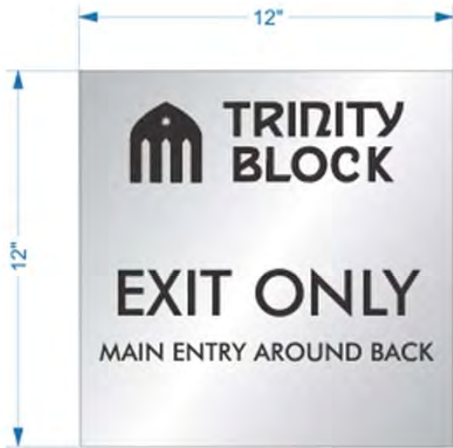 12"
12"
TRINITY
BLOCK
EXIT ONLY
MAIN ENTRY AROUND BACK